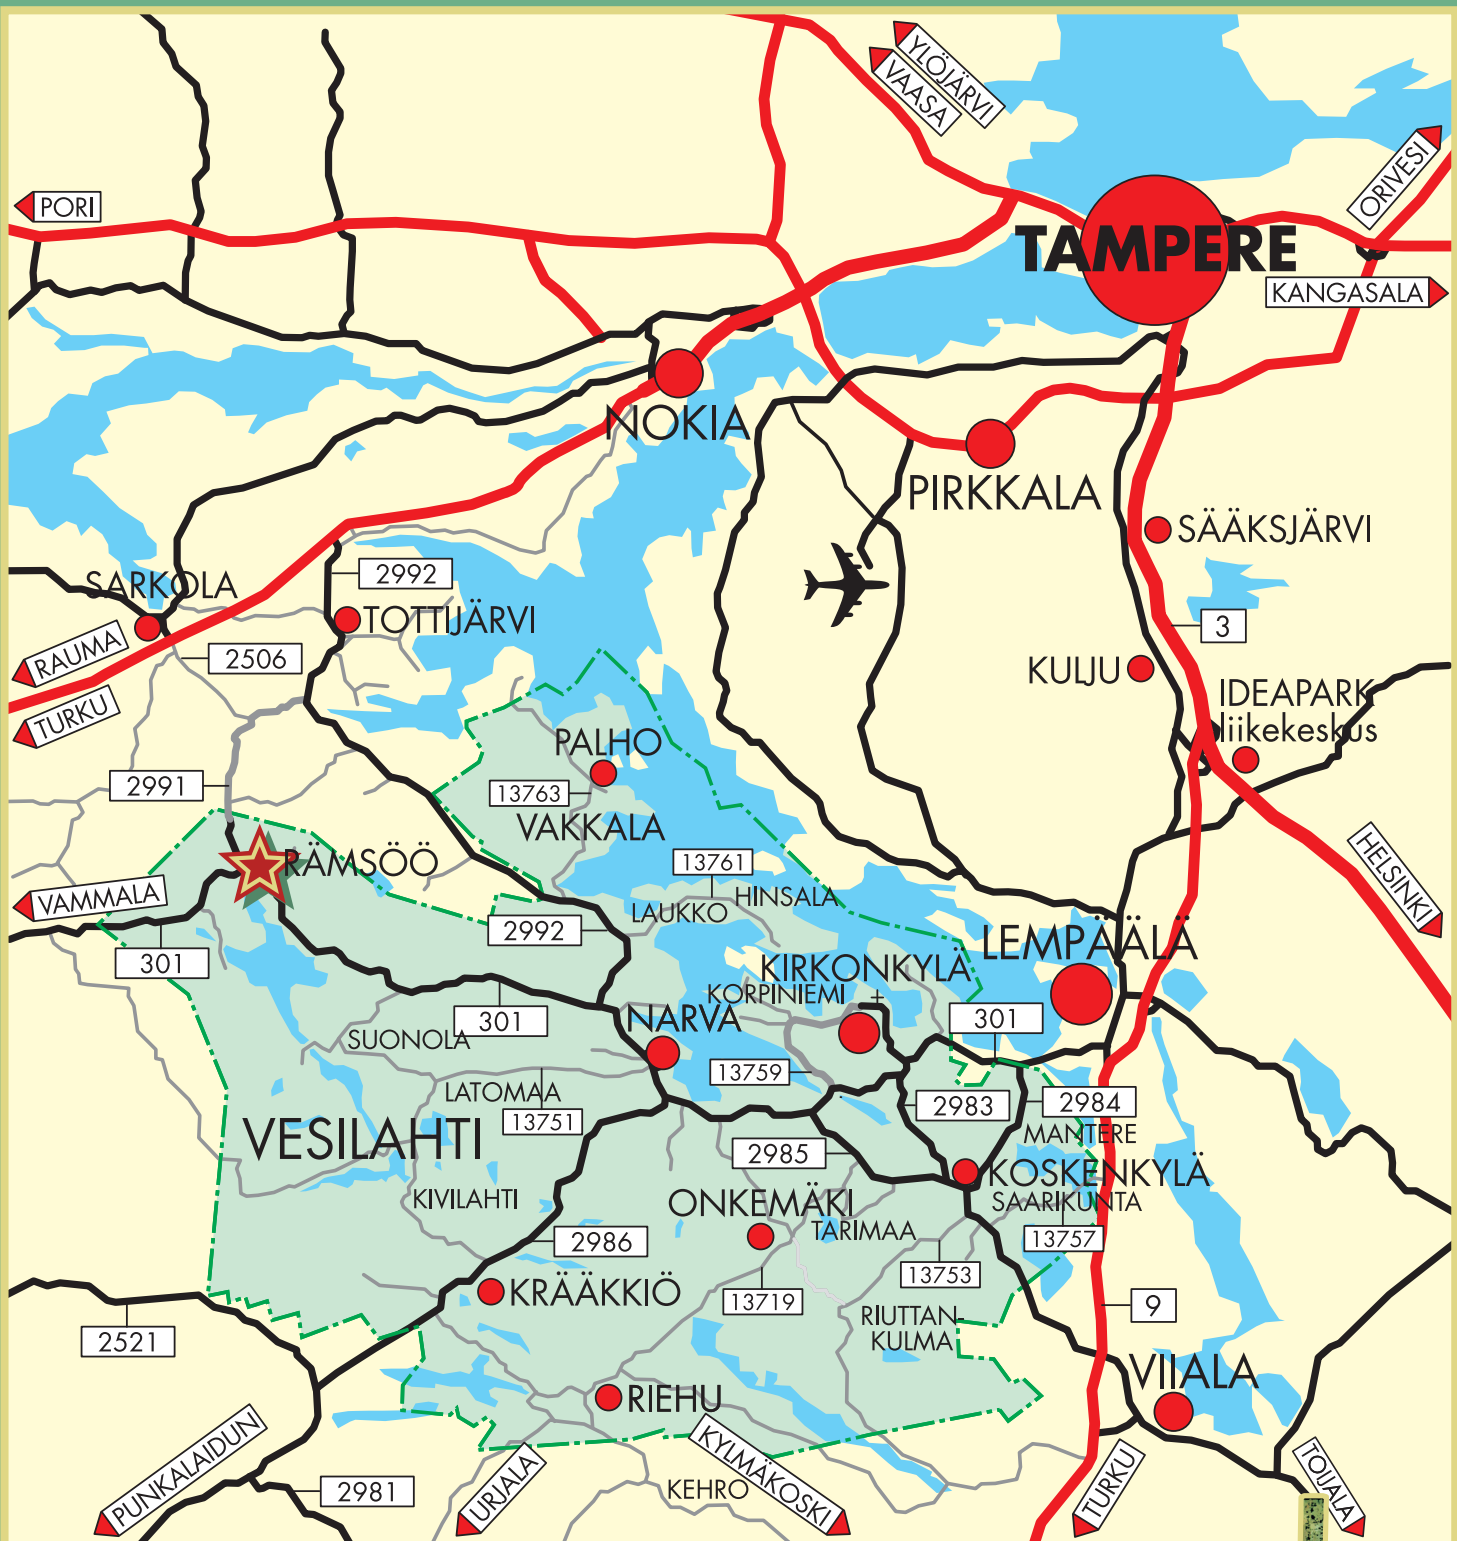 YLÖJÄRVI
VAASA
ORIVESI
PORI
TAMPERE
KANGASALA
NOKIA
PIRKKALA
SÄÄKSJÄRVI
SARKOLA
2992
TOTTIJÄRVI
3
RAUMA
2506
KULJU
TURKU
IDEAPARK
liikekeskus
PALHO
2991
13763
VAKKALA
RÄMSÖÖ
13761
HELSINKI
VAMMALA
HINSALA
LAUKKO
2992
301
LEMPÄÄLÄ
KIRKONKYLÄ
KORPINIEMI
301
NARVA
301
SUONOLA
13759
LATOMAA
13751
2983
2984
VESILAHTI
MANTERE
2985
KOSKENKYLÄ
KIVILAHTI
ONKEMÄKI
SAARIKUNTA
TARIMAA
2986
13757
13753
KRÄÄKKIÖ
13719
9
RIUTTAN-
KULMA
2521
VIIALA
RIEHU
PUNKALAIDUN
KYLMÄKOSKI
URJALA
KEHRO
2981
TURKU
TOIJALA